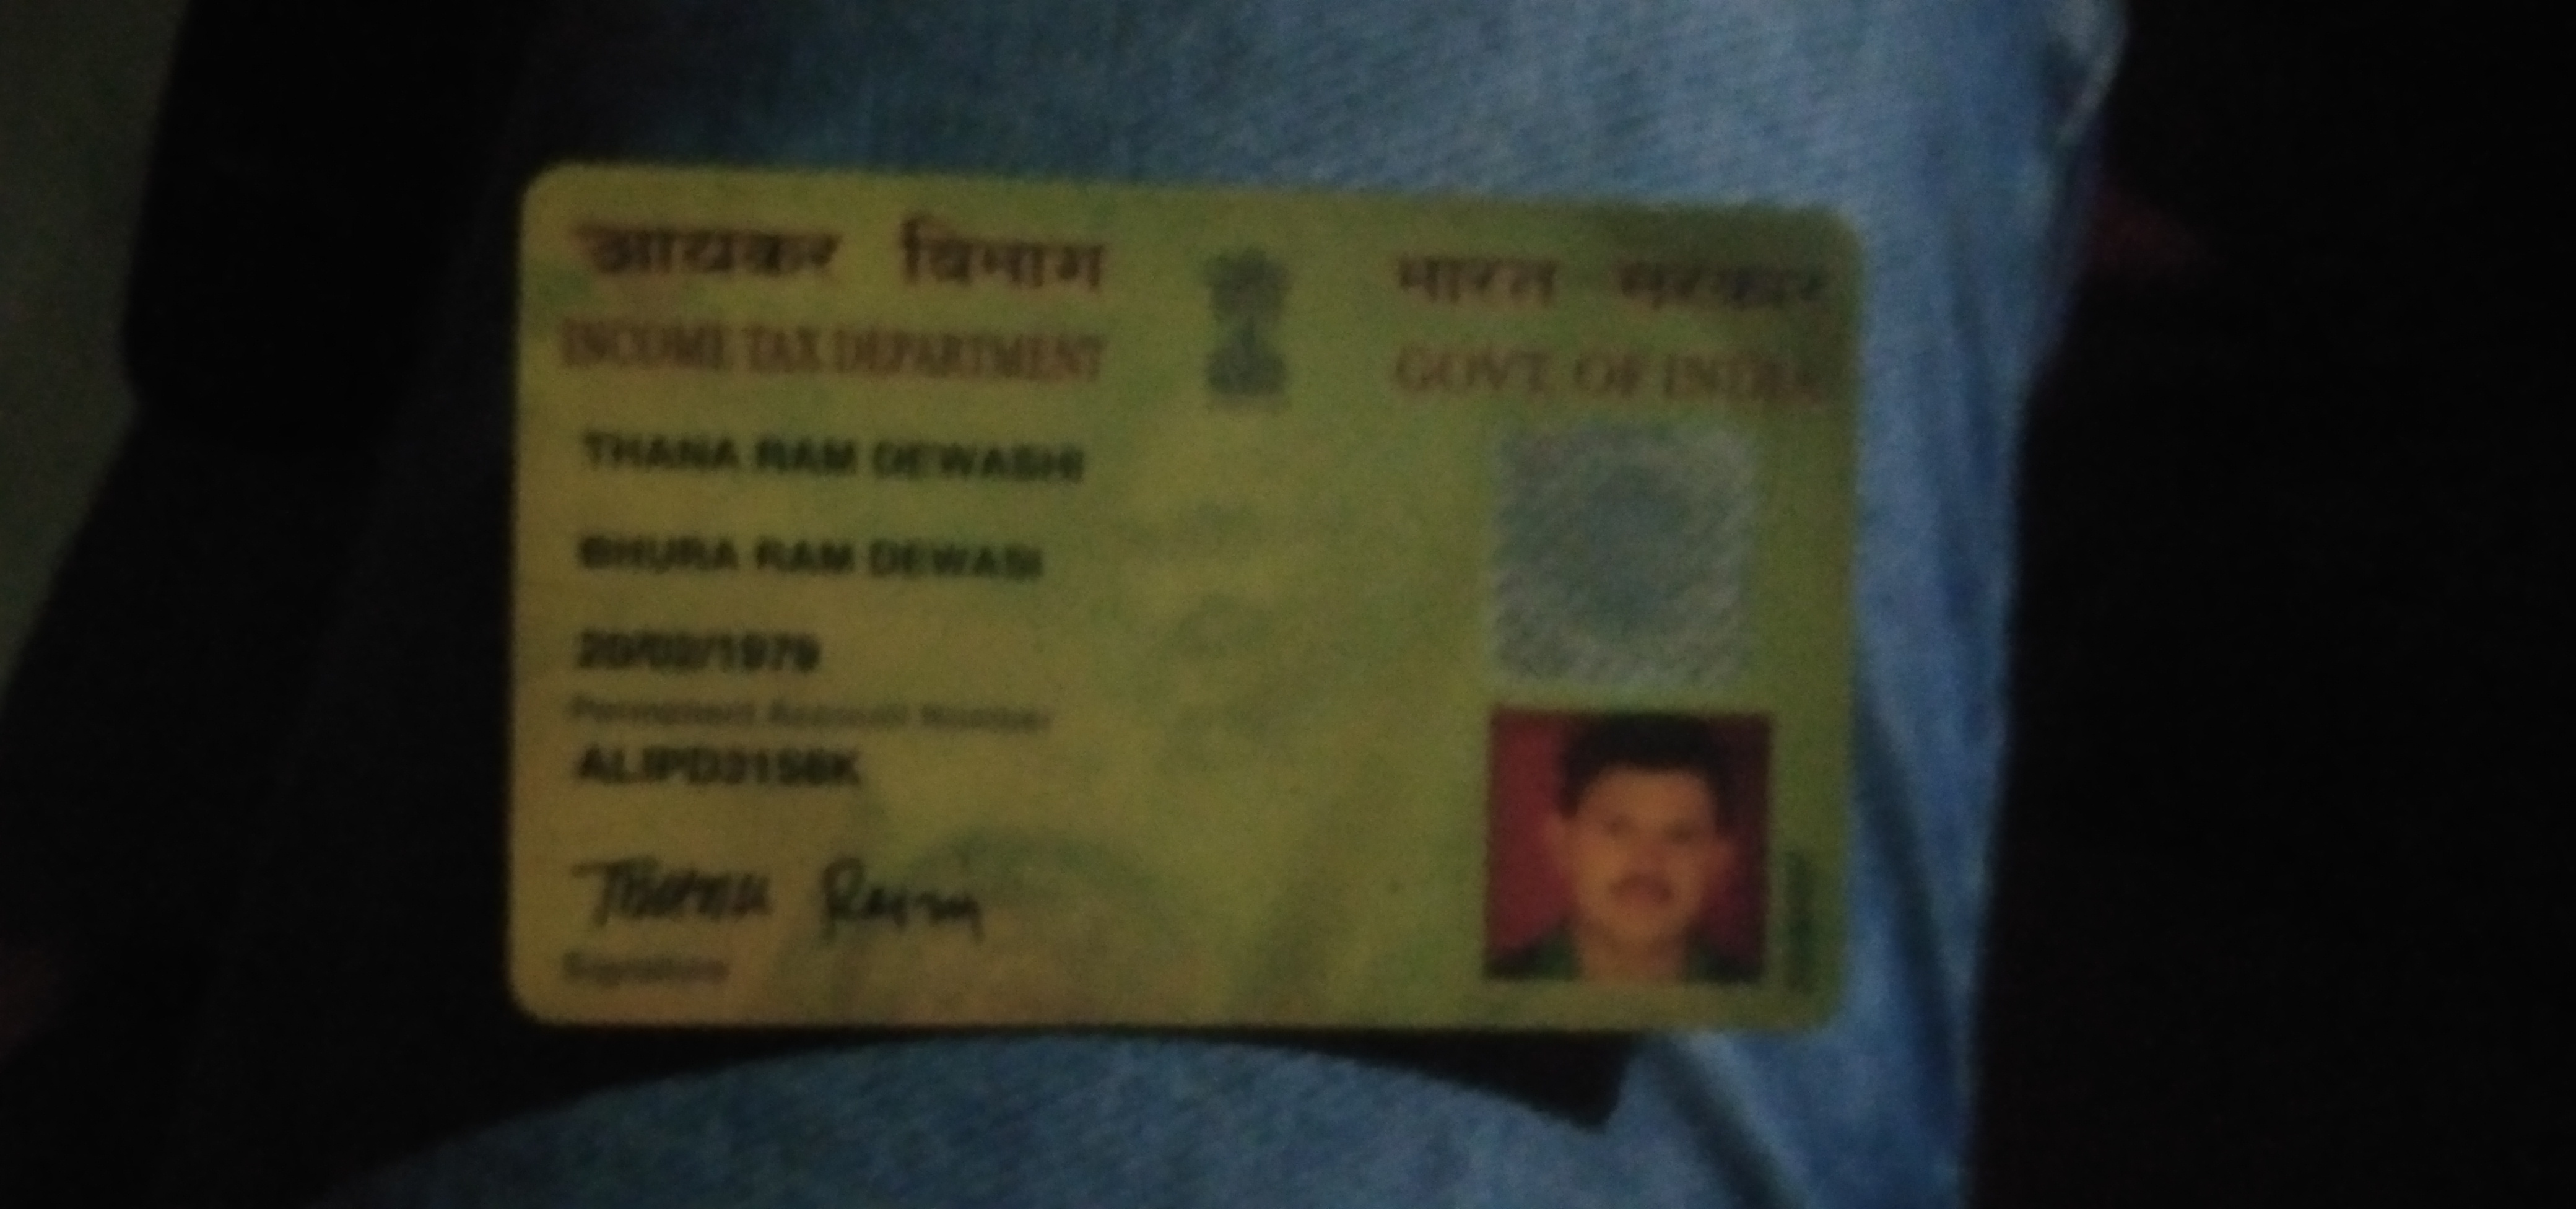 आयकर विभाग
भारत सरकार
INCOME TAX DEPARTMENT
GOVT. OF INDIA
THANA RAM DEWASHI
BHURA RAM DEWASI
20/02/1979
Permanent Account Number
ALIPD3156K
Thana Ram
Signature